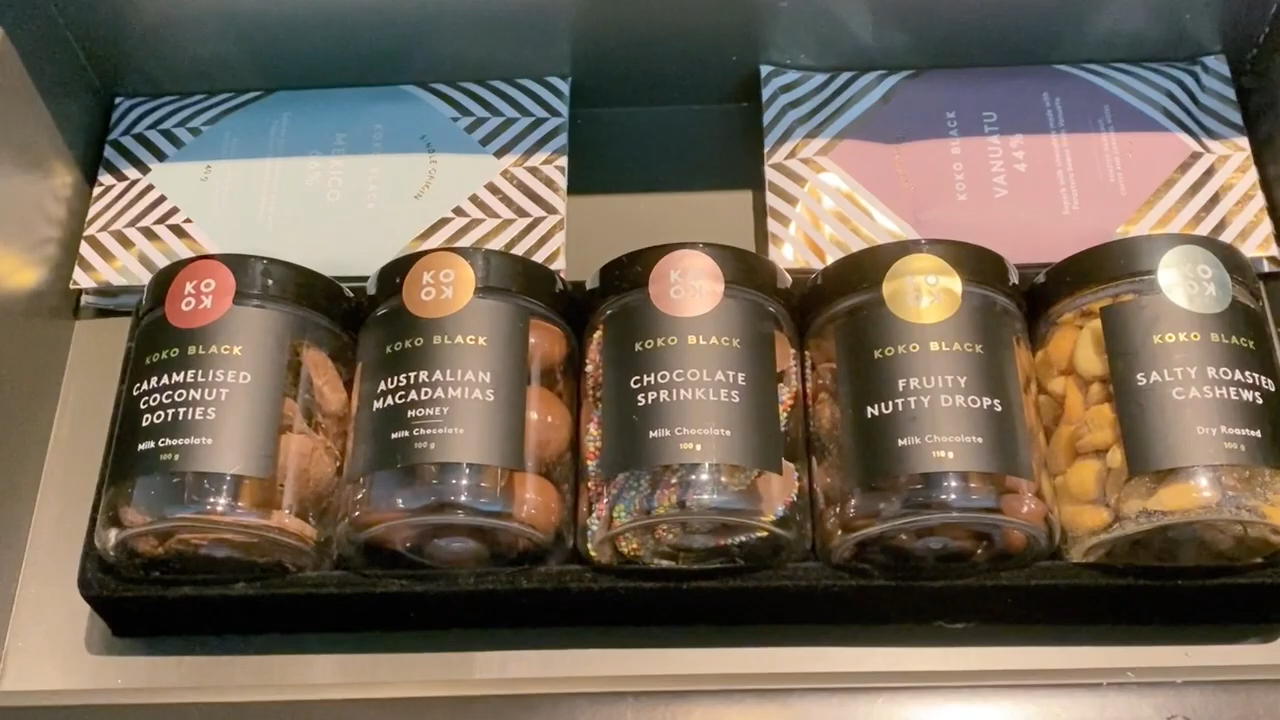 SINGLE ORIGIN
KOKO BLACK
MEXICO
KOKO BLACK
VANUATU
44%
KO
KO
KOKO BLACK
CARAMELISED
COCONUT
DOTTIES
Milk Chocolate
100 g
KO
KO
KOKO BLACK
AUSTRALIAN
MACADAMIAS
HONEY
Milk Chocolate
100 g
KO
KO
KOKO BLACK
CHOCOLATE
SPRINKLES
Milk Chocolate
100 g
KO
KO
KOKO BLACK
FRUITY
NUTTY DROPS
Milk Chocolate
110 g
KO
KO
KOKO BLACK
SALTY ROASTED
CASHEWS
Dry Roasted
100 g